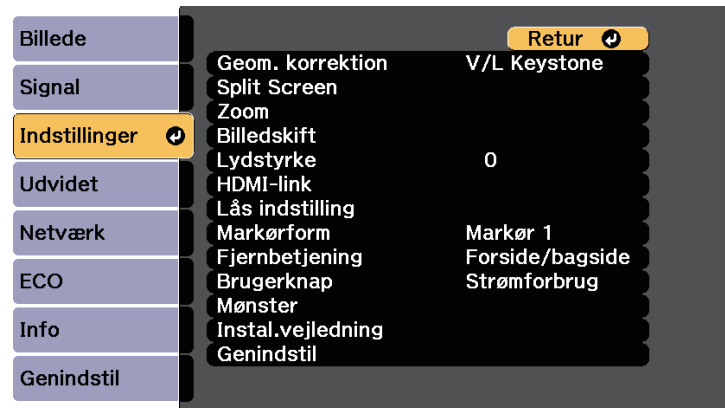 Billede
Signal
Indstillinger
Udvidet
Netværk
ECO
Info
Genindstil
Retur
Geom. korrektion V/L Keystone
Split Screen
Zoom
Billedskift
Lydstyrke 0
HDMI-link
Lås indstilling
Markørform Markør 1
Fjernbetjening Forside/bagside
Brugerknap Strømforbrug
Mønster
Instal.vejledning
Genindstil